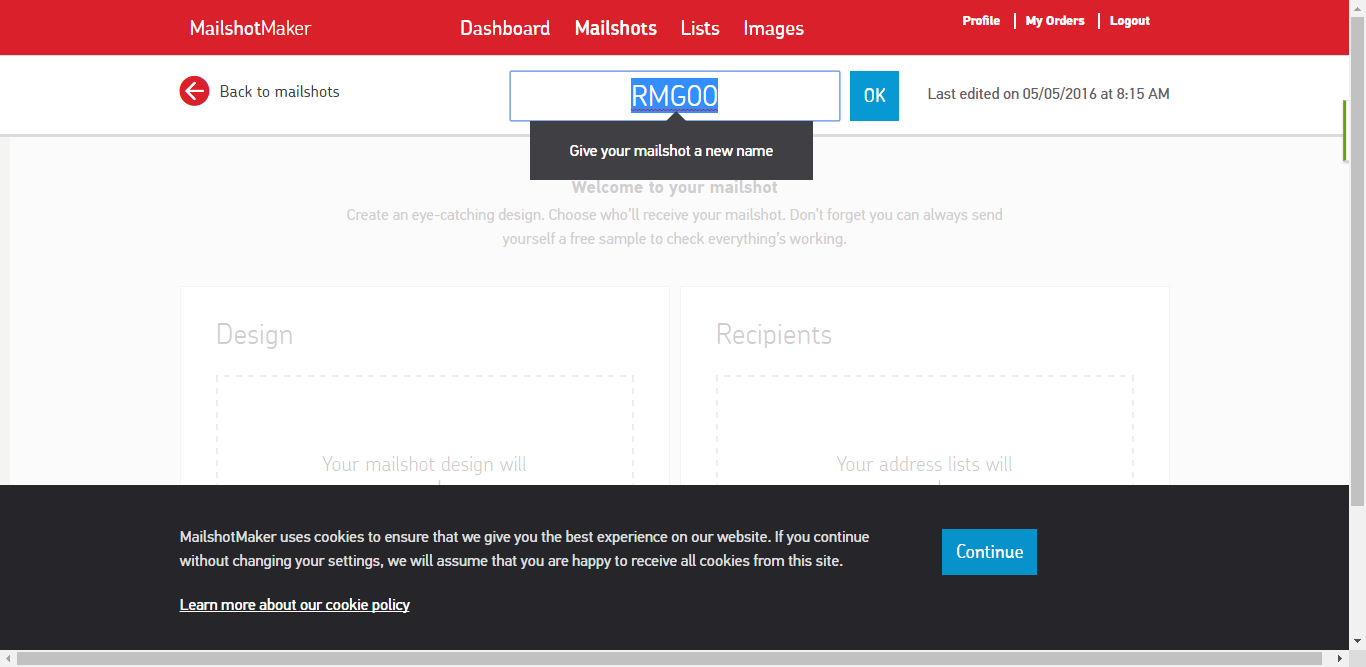 MailshotMaker
Dashboard Mailshots Lists Images
Profile My Orders Logout
Back to mailshots
RMG00
OK
Last edited on 05/05/2016 at 8:15 AM
Give your mailshot a new name
Welcome to your mailshot
Create an eye-catching design. Choose who'll receive your mailshot. Don't forget you can always send
yourself a free sample to check everything's working.
Design
Recipients
Your mailshot design will
Your address lists will
MailshotMaker uses cookies to ensure that we give you the best experience on our website. If you continue
without changing your settings, we will assume that you are happy to receive all cookies from this site.
Continue
Learn more about our cookie policy